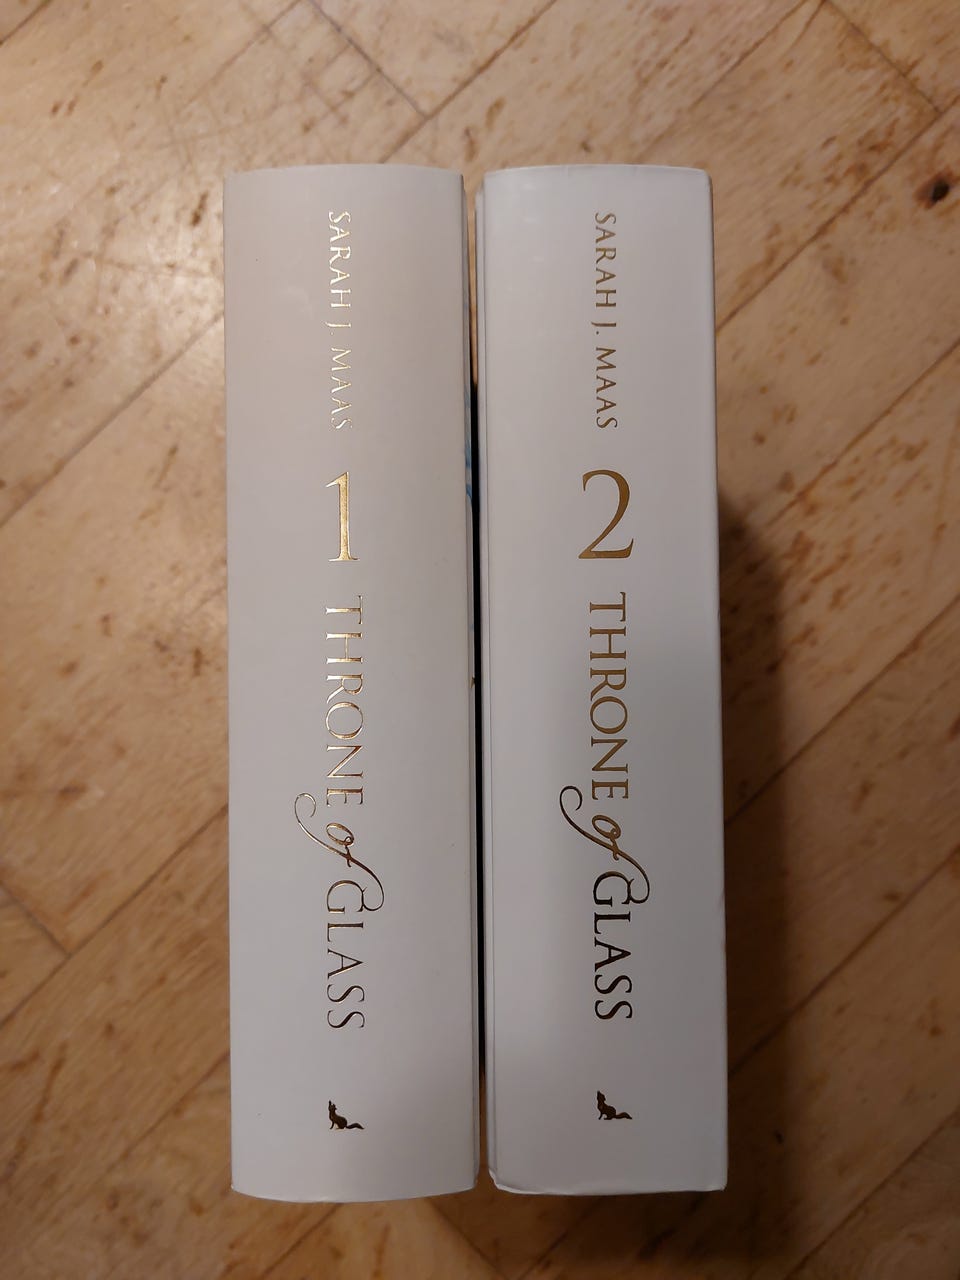 SARAH J. MAAS 1 THRONE of GLASS
SARAH J. MAAS 2 THRONE of GLASS